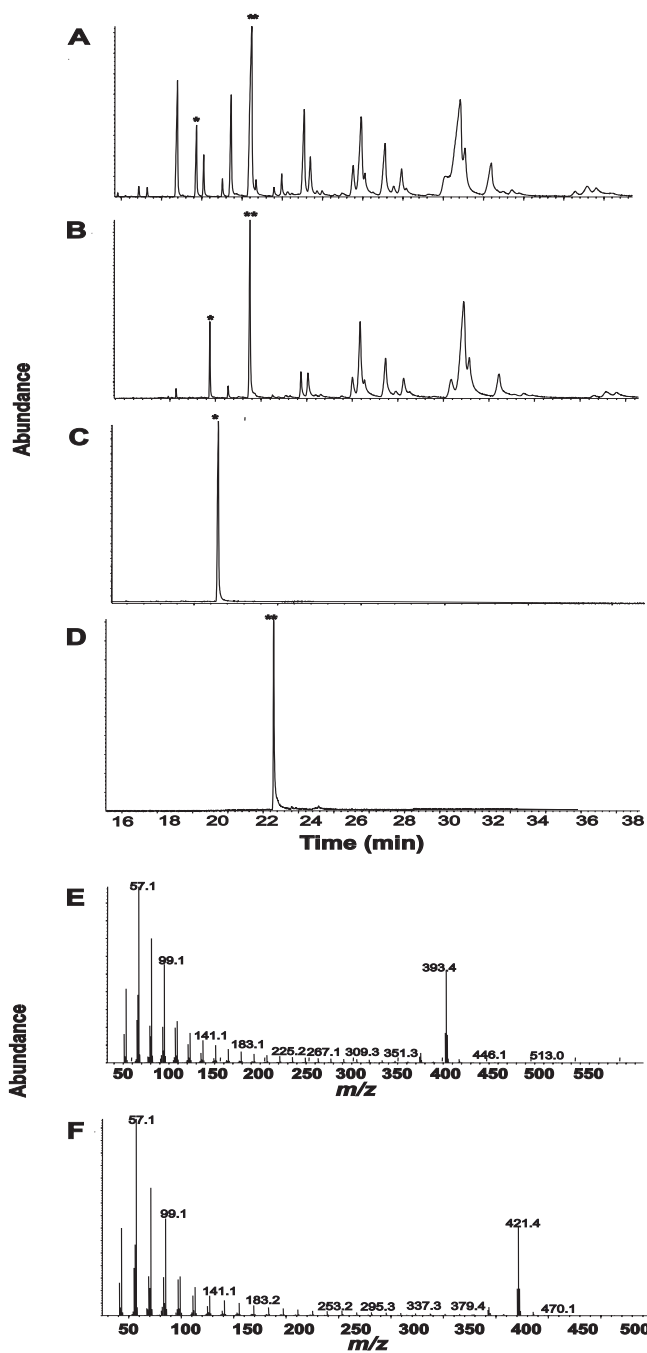 A
**
*
B
**
*
C
*
D
**
16 18 20 22 24 26 28 30 32 34 36 38
Time (min)
Abundance
E
57.1
99.1
141.1
183.1
225.2
267.1
309.3
351.3
393.4
446.1
513.0
50 100 150 200 250 300 350 400 450 500 550
m/z
F
57.1
99.1
141.1
183.2
253.2
295.3
337.3
379.4
421.4
470.1
50 100 150 200 250 300 350 400 450 500
m/z
Abundance